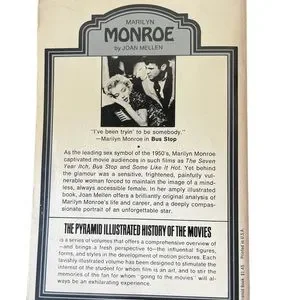 MARILYN
MONROE
by JOAN MELLEN
"I've been tryin' to be somebody."
—Marilyn Monroe in Bus Stop
•
As the leading sex symbol of the 1950's, Marilyn Monroe
captivated movie audiences in such films as The Seven
Year Itch, Bus Stop and Some Like it Hot. Yet behind
the glamour was a sensitive, frightened, painfully vul-
nerable woman forced to maintain the image of a mind-
less, always accessible female. In her amply illustrated
book, Joan Mellen offers a brilliantly original analysis of
Marilyn Monroe's life and career, and a deeply compas-
sionate portrait of an unforgettable star.
THE PYRAMID ILLUSTRATED HISTORY OF THE MOVIES
is a series of volumes that offers a comprehensive overview of
—and brings a fresh perspective to—the influential figures,
forms, and styles in the development of motion pictures. Each
lavishly illustrated volume has been designed to stimulate the
interest of the student for whom film is an art, and to stir the
memories of the fan for whom "going to the movies" will al-
ways be an exhilarating experience.
Printed in U.S.A.